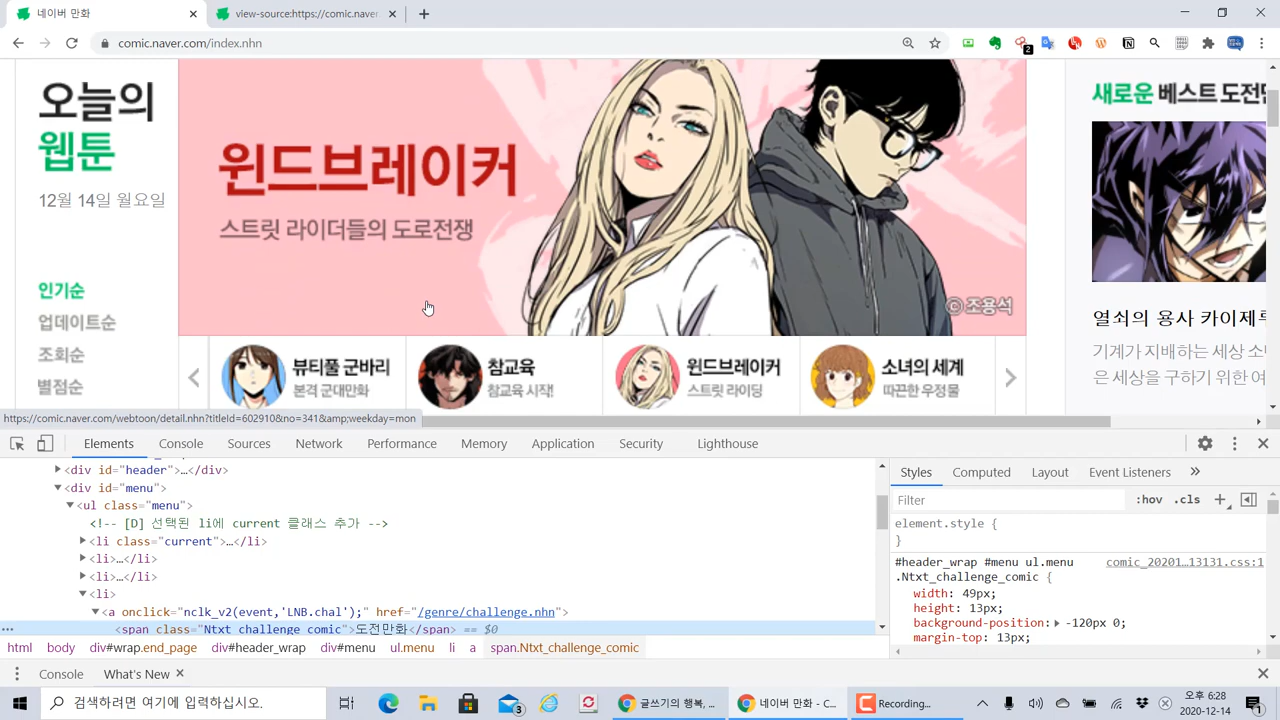 네이버 만화
view-source:https://comic.naver.
comic.naver.com/index.nhn
2
오늘의
웹툰
12월 14일 월요일
인기순
업데이트순
조회순
별점순
윈드브레이커
스트릿 라이더들의 도로전쟁
© 조용석
뷰티풀 군바리
본격 군대만화
참교육
참교육 시작!
윈드브레이커
스트릿 라이딩
소녀의 세계
따끈한 우정물
새로운 베스트 도전만
열쇠의 용사 카이제루
기계가 지배하는 세상 소년
은 세상을 구하기 위한 여
https://comic.naver.com/webtoon/detail.nhn?titleId=602910&no=341&amp;weekday=mon
Elements Console Sources Network Performance Memory Application Security Lighthouse
<div id="header">…</div>
<div id="menu">
<ul class="menu">
<!-- [D] 선택된 li에 current 클래스 추가 -->
<li class="current">…</li>
<li>…</li>
<li>…</li>
<li>
<a onclick="nclk_v2(event,'LNB.chal');" href="/genre/challenge.nhn">
<span class="Ntxt_challenge_comic">도전만화</span> == $0
html body div#wrap.end_page div#header_wrap div#menu ul.menu li a span.Ntxt_challenge_comic
Styles Computed Layout Event Listeners »
Filter :hov .cls +
element.style {
}
#header_wrap #menu ul.menu comic_20201…13131.css:1
.Ntxt_challenge_comic {
width: 49px;
height: 13px;
background-position: -120px 0;
margin-top: 13px;
Console What's New ×
검색하려면 여기에 입력하십시오.
3
글쓰기의 행복, ...
네이버 만화 - C...
Recording...
오후 6:28
2020-12-14
1